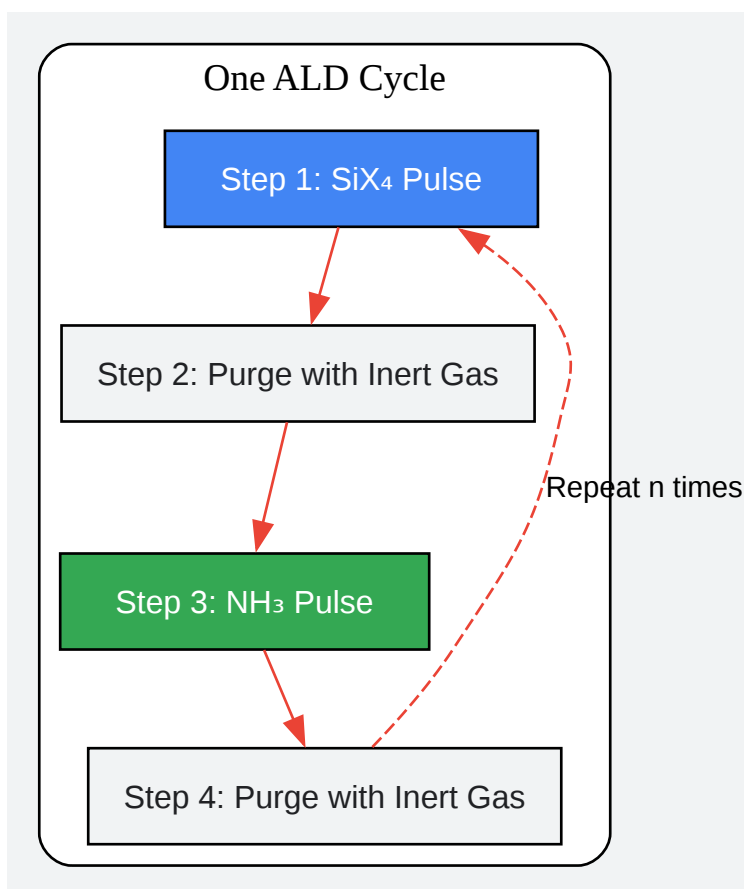 One ALD Cycle
Step 1: SiX₄ Pulse
Step 2: Purge with Inert Gas
Repeat n times
Step 3: NH₃ Pulse
Step 4: Purge with Inert Gas